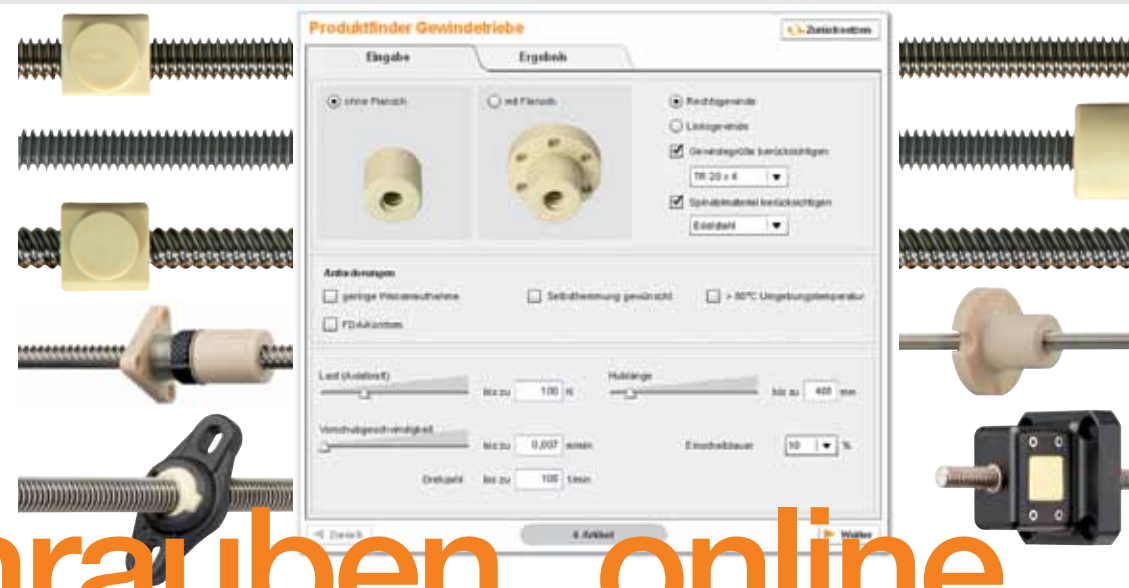 Produktfinder Gewindetriebe
Zurücksetzen
Eingabe
Ergebnis
ohne Flansch
mit Flansch
Rechtsgewinde
Linksgewinde
Gewindegröße berücksichtigen
TR 20 x 4
Spindelmaterial berücksichtigen
Edelstahl
Anforderungen
geringe Wasseraufnahme
Selbsthemmung gewünscht
> 80°C Umgebungstemperatur
FDA-konform
Last (Axialkraft)
bis zu 100 N
Hublänge
bis zu 400 mm
Vorschubgeschwindigkeit
bis zu 0,007 m/min
Einschaltdauer 10 %
Drehzahl bis zu 100 1/min
Zurück
6 Artikel
Weiter
hrauben online